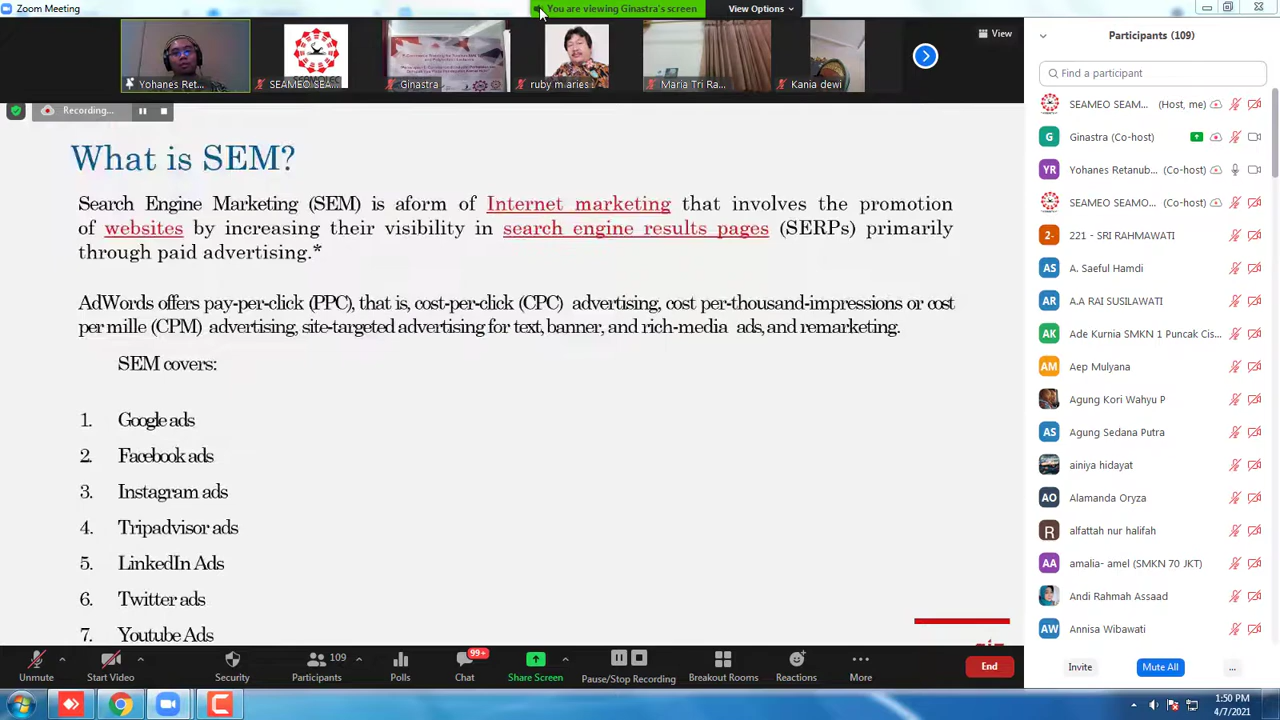 Zoom Meeting
You are viewing Ginastra's screen
View Options
Yohanes Ret...
SEAMEO SEA...
Ginastra
ruby m aries s
Maria Tri Ra...
Kania dewi
View
Recording...
What is SEM?
Search Engine Marketing (SEM) is aform of Internet marketing that involves the promotion
of websites by increasing their visibility in search engine results pages (SERPs) primarily
through paid advertising.*
AdWords offers pay-per-click (PPC), that is, cost-per-click (CPC) advertising, cost per-thousand-impressions or cost
per mille (CPM) advertising, site-targeted advertising for text, banner, and rich-media ads, and remarketing.
SEM covers:
1. Google ads
2. Facebook ads
3. Instagram ads
4. Tripadvisor ads
5. LinkedIn Ads
6. Twitter ads
7. Youtube Ads
Participants (109)
Find a participant
SEAMEO SEAM... (Host, me)
G Ginastra (Co-host)
YR Yohanes Retanub... (Co-host)
SEAMEO SEAMO... (Co-host)
2- 221 - SRI RAHMAWATI
AS A. Saeful Hamdi
AR A.A RAI SUSILAWATI
AK Ade Kurnia SMKN 1 Puncak Cis...
AM Aep Mulyana
Agung Kori Wahyu P
AS Agung Sedana Putra
ainiya hidayat
AO Alamanda Oryza
alfattah nur halifah
AA amalia- amel (SMKN 70 JKT)
Andi Rahmah Assaad
AW Annisa Wibawati
Invite
Mute All
...
Unmute
Start Video
Security
109
Participants
Polls
99+
Chat
Share Screen
Pause/Stop Recording
Breakout Rooms
Reactions
More
End
1:50 PM
4/7/2021